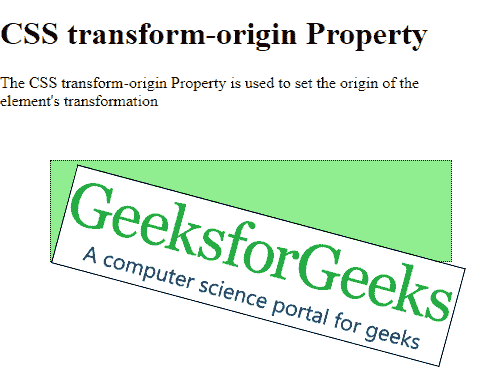 CSS transform-origin Property
The CSS transform-origin Property is used to set the origin of the
element's transformation
GeeksforGeeks
A computer science portal for geeks